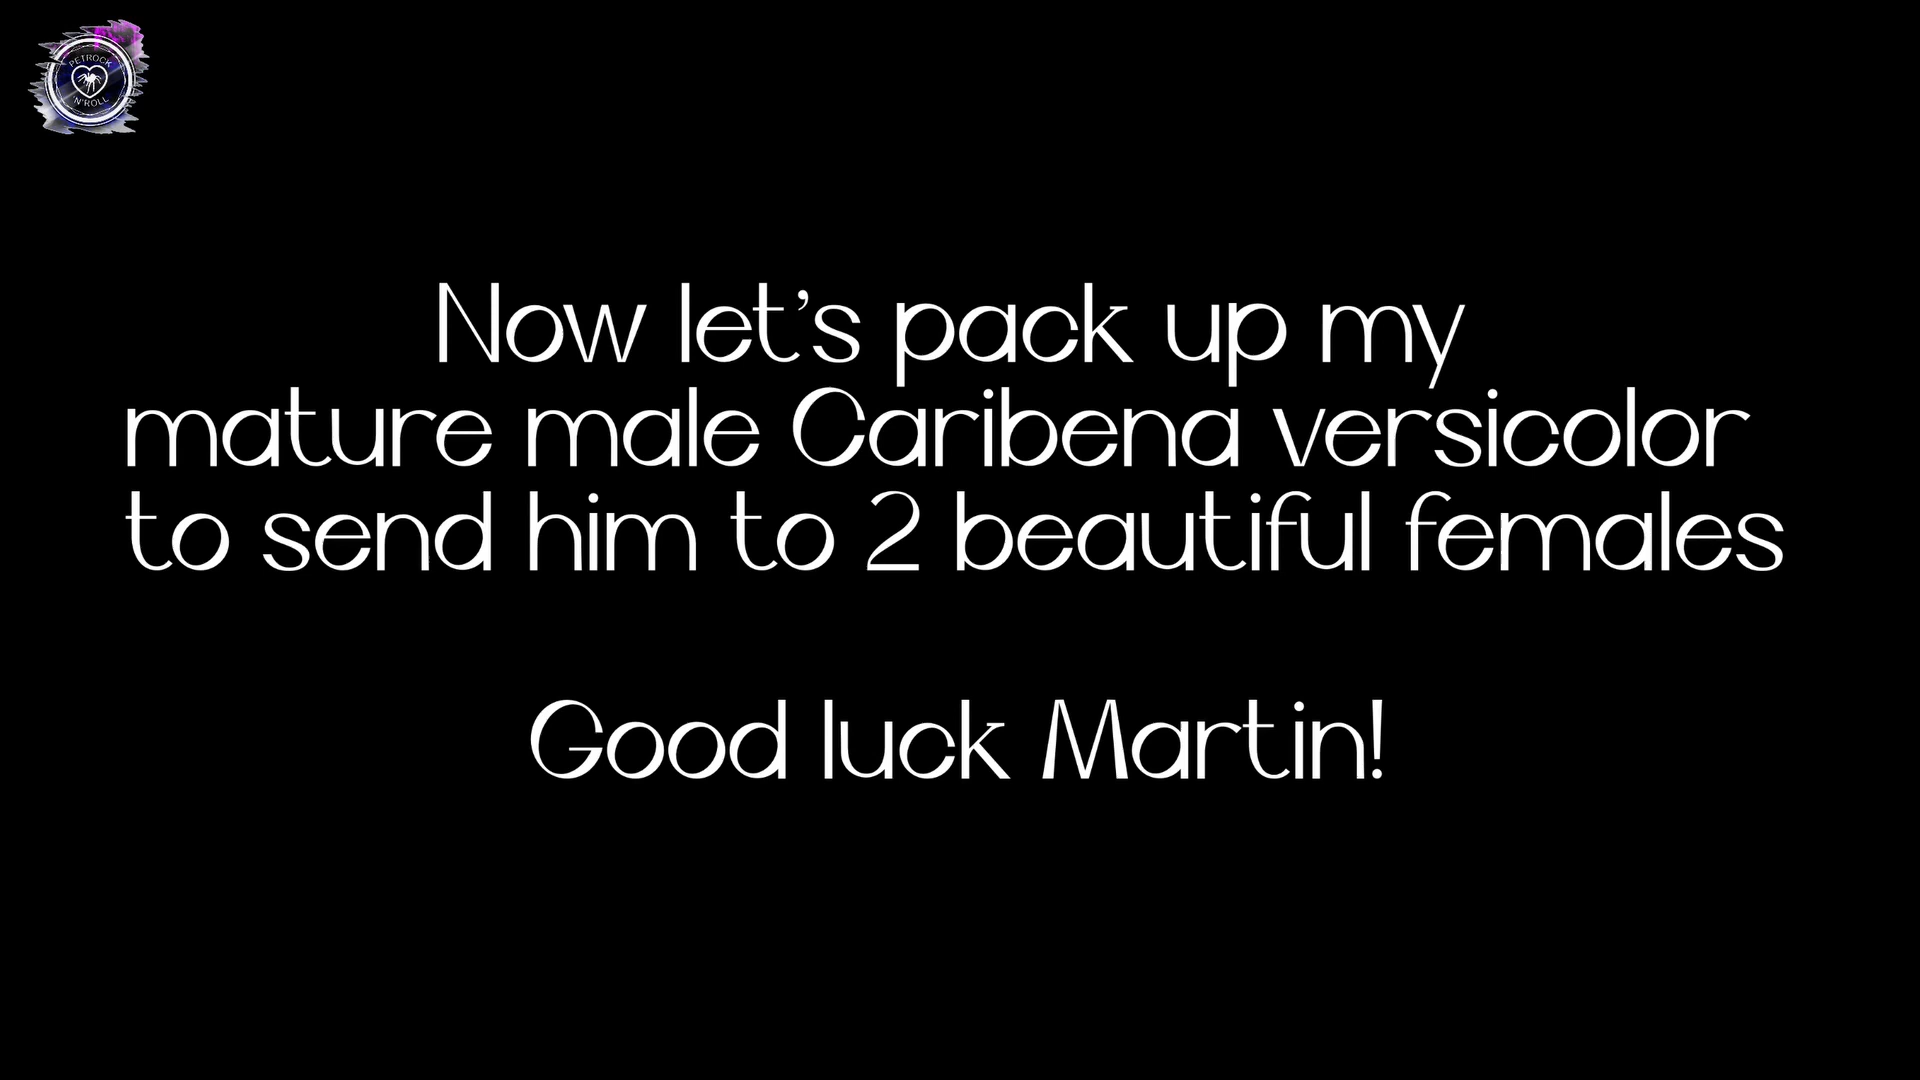 PETROCK
N'ROLL
Now let's pack up my
mature male Caribena versicolor
to send him to 2 beautiful females
Good luck Martin!